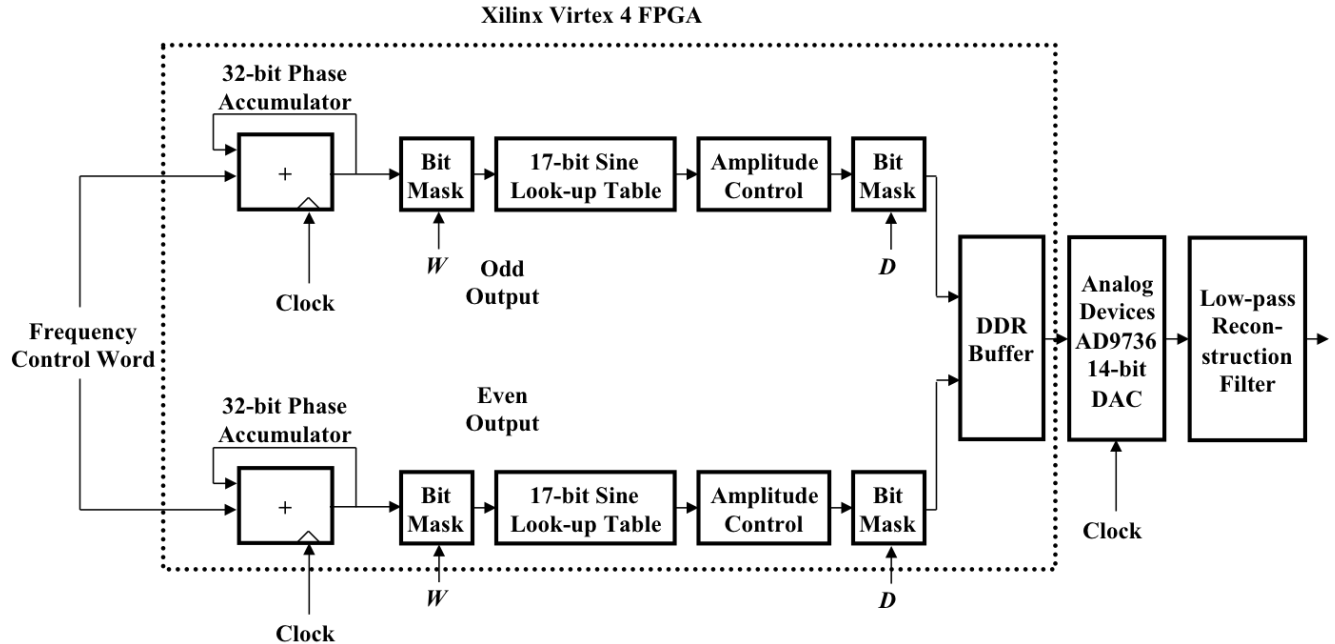 Xilinx Virtex 4 FPGA
32-bit Phase
Accumulator
+
Bit
Mask
17-bit Sine
Look-up Table
Amplitude
Control
Bit
Mask
W
Odd
Output
D
Clock
Frequency
Control Word
DDR
Buffer
Analog
Devices
AD9736
14-bit
DAC
Low-pass
Recon-
struction
Filter
32-bit Phase
Accumulator
Even
Output
+
Bit
Mask
17-bit Sine
Look-up Table
Amplitude
Control
Bit
Mask
Clock
W
D
Clock